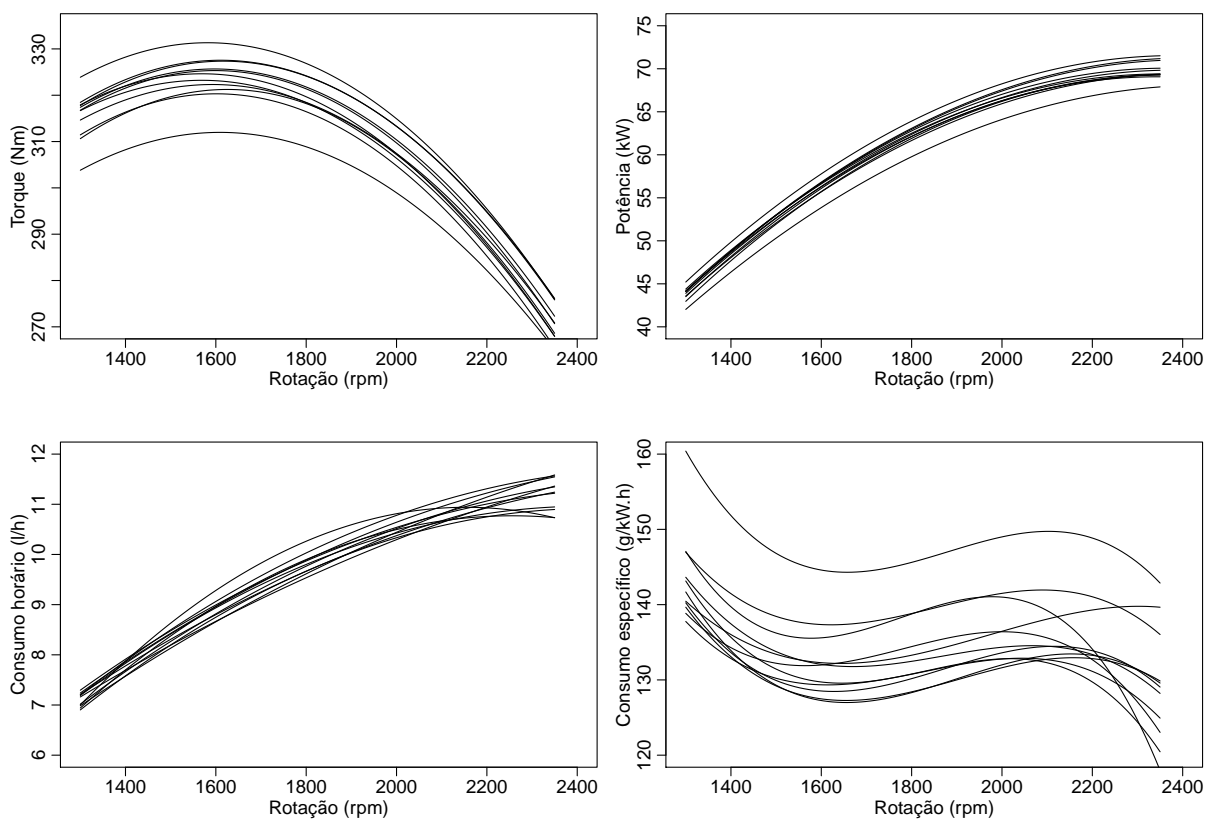 Torque (Nm)
330
310
290
270
1400 1600 1800 2000 2200 2400
Rotação (rpm)
Potência (kW)
75
70
65
60
55
50
45
40
1400 1600 1800 2000 2200 2400
Rotação (rpm)
Consumo horário (l/h)
12
11
10
9
8
7
6
1400 1600 1800 2000 2200 2400
Rotação (rpm)
Consumo específico (g/kW.h)
160
150
140
130
120
1400 1600 1800 2000 2200 2400
Rotação (rpm)